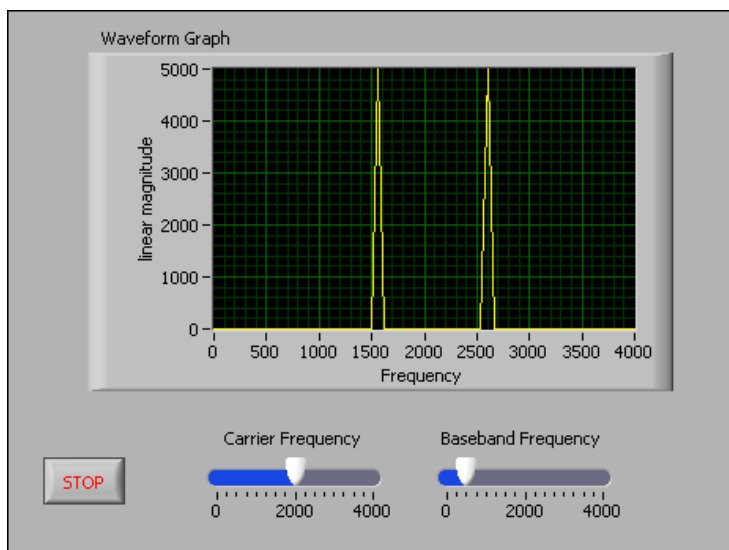 Waveform Graph
linear magnitude
5000
4000
3000
2000
1000
0
0 500 1000 1500 2000 2500 3000 3500 4000
Frequency
Carrier Frequency
Baseband Frequency
STOP
0 2000 4000
0 2000 4000